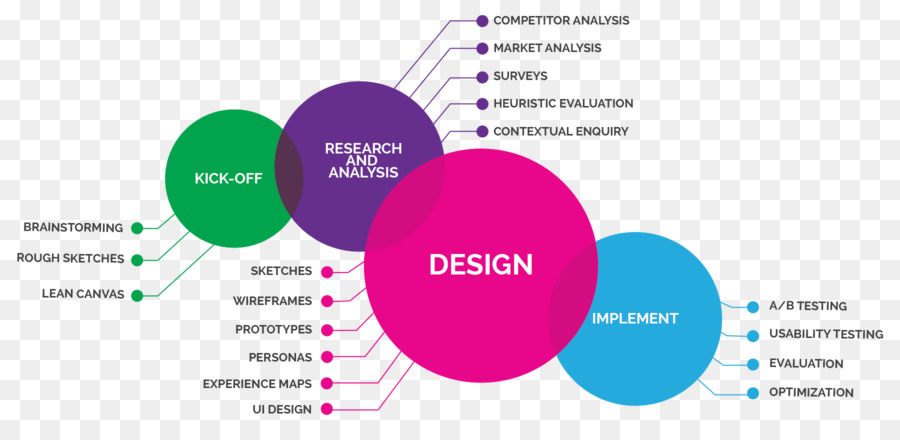 COMPETITOR ANALYSIS
MARKET ANALYSIS
SURVEYS
HEURISTIC EVALUATION
CONTEXTUAL ENQUIRY
RESEARCH
AND
ANALYSIS
KICK-OFF
BRAINSTORMING
ROUGH SKETCHES
LEAN CANVAS
DESIGN
SKETCHES
WIREFRAMES
PROTOTYPES
PERSONAS
EXPERIENCE MAPS
UI DESIGN
IMPLEMENT
A/B TESTING
USABILITY TESTING
EVALUATION
OPTIMIZATION